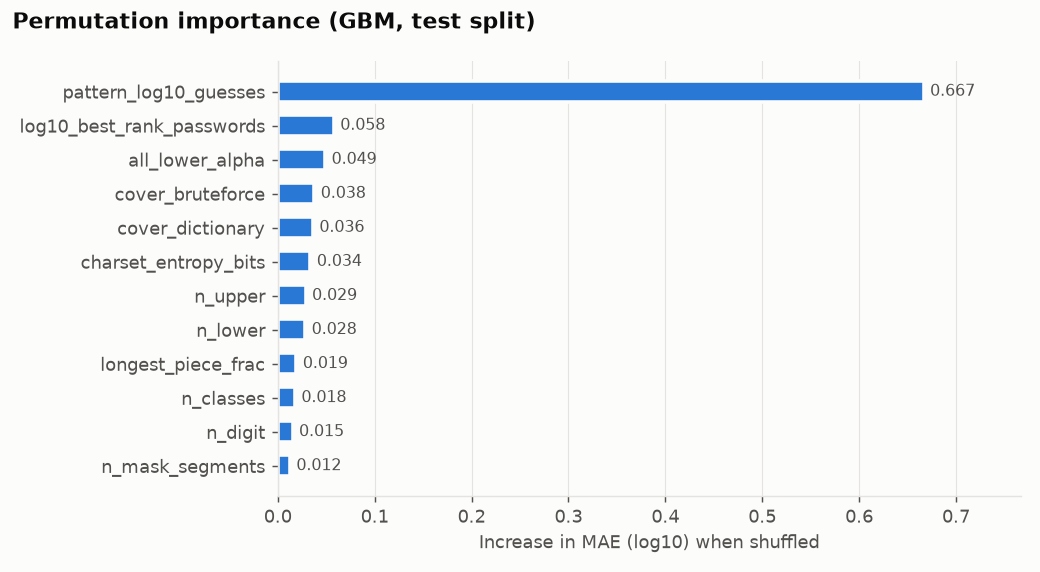 Permutation importance (GBM, test split)
pattern_log10_guesses 0.667
log10_best_rank_passwords 0.058
all_lower_alpha 0.049
cover_bruteforce 0.038
cover_dictionary 0.036
charset_entropy_bits 0.034
n_upper 0.029
n_lower 0.028
longest_piece_frac 0.019
n_classes 0.018
n_digit 0.015
n_mask_segments 0.012
0.0 0.1 0.2 0.3 0.4 0.5 0.6 0.7
Increase in MAE (log10) when shuffled